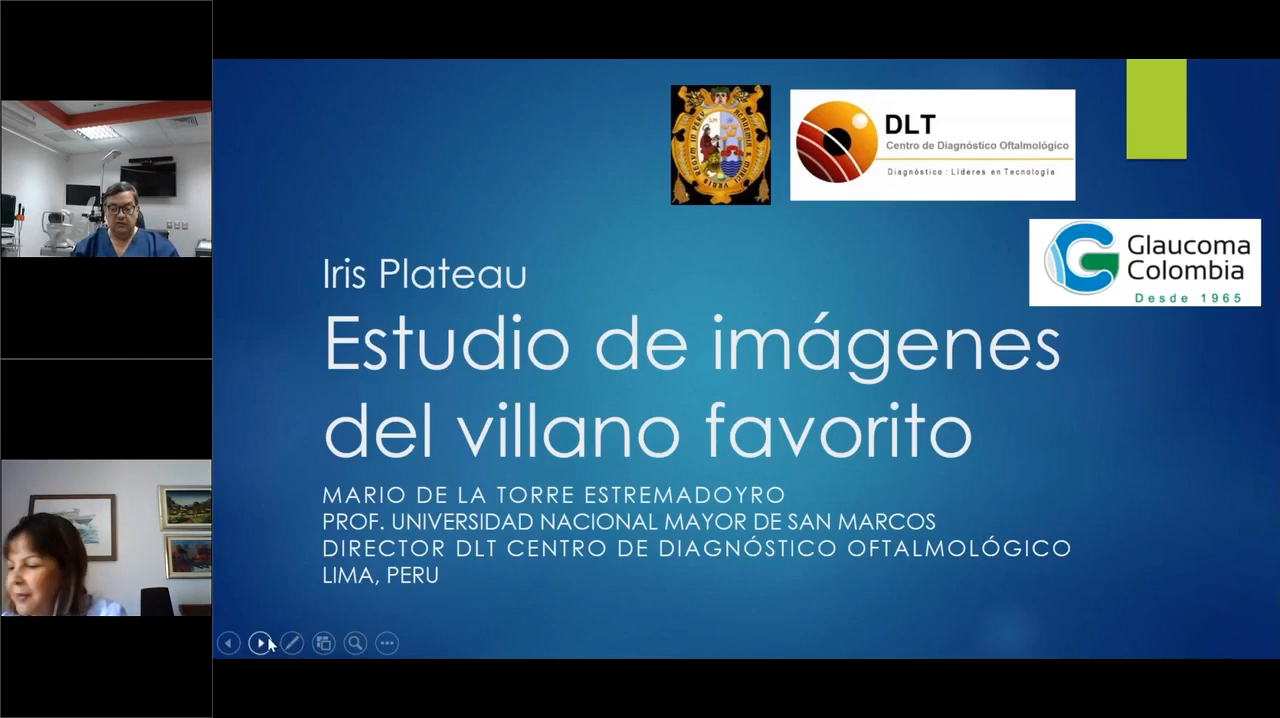 DLT
Centro de Diagnóstico Oftalmológico
Diagnóstico : Líderes en Tecnología
Glaucoma
Colombia
Desde 1965
Iris Plateau
Estudio de imágenes
del villano favorito
MARIO DE LA TORRE ESTREMADOYRO
PROF. UNIVERSIDAD NACIONAL MAYOR DE SAN MARCOS
DIRECTOR DLT CENTRO DE DIAGNÓSTICO OFTALMOLÓGICO
LIMA, PERU